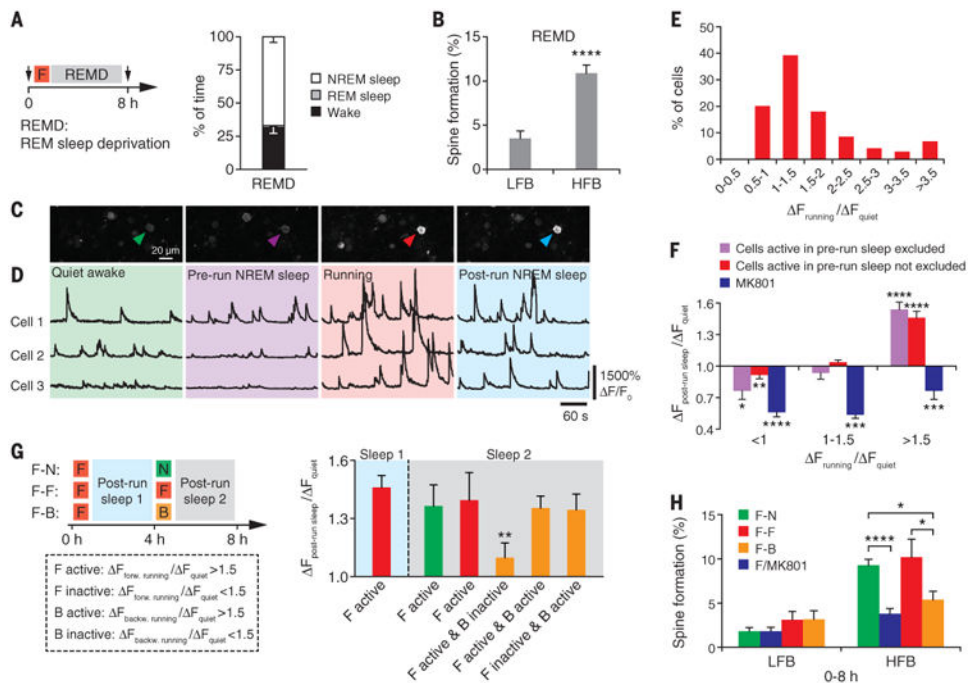 A
F
REMD
0
8 h
REMD:
REM sleep deprivation
% of time
100
75
50
25
0
REMD
NREM sleep
REM sleep
Wake
B
REMD
Spine formation (%)
15
10
5
0
****
LFB
HFB
C
20 µm
D
Quiet awake
Pre-run NREM sleep
Running
Post-run NREM sleep
Cell 1
Cell 2
Cell 3
1500%
ΔF/F0
60 s
E
% of cells
50
40
30
20
10
0
0-0.5
0.5-1
1-1.5
1.5-2
2-2.5
2.5-3
3-3.5
>3.5
ΔFrunning/ΔFquiet
F
Cells active in pre-run sleep excluded
Cells active in pre-run sleep not excluded
MK801
ΔFpost-run sleep/ΔFquiet
1.6
1.3
1.0
0.7
0.4
*
**
****
***
****
****
***
<1
1-1.5
>1.5
ΔFrunning/ΔFquiet
G
F-N:
F-F:
F-B:
F
F
F
Post-run
sleep 1
N
F
B
Post-run
sleep 2
0 h
4 h
8 h
F active: ΔFforw. running/ΔFquiet>1.5
F inactive: ΔFforw. running/ΔFquiet<1.5
B active: ΔFbackw. running/ΔFquiet>1.5
B inactive: ΔFbackw. running/ΔFquiet<1.5
ΔFpost-run sleep/ΔFquiet
1.6
1.3
1.0
Sleep 1
Sleep 2
**
F active
F active
F active
F active & B inactive
F active & B active
F inactive & B active
H
F-N
F-F
F-B
F/MK801
Spine formation (%)
15
10
5
0
****
*
*
LFB
HFB
0-8 h